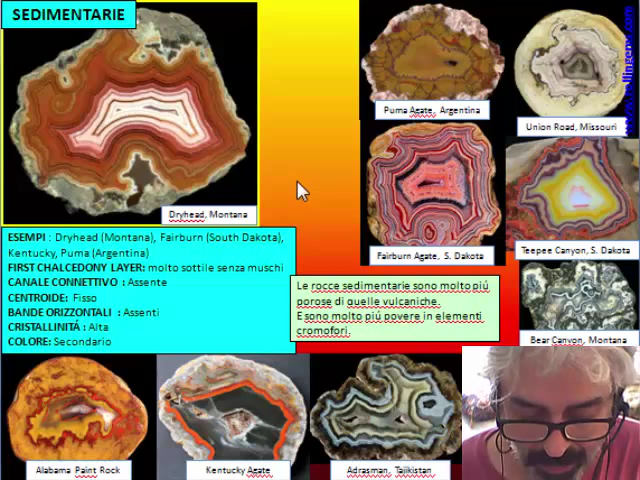 SEDIMENTARIE
Dryhead, Montana
Puma Agate, Argentina
Union Road, Missouri
Fairburn Agate, S. Dakota
Teepee Canyon, S. Dakota
Bear Canyon, Montana
ESEMPI : Dryhead (Montana), Fairburn (South Dakota),
Kentucky, Puma (Argentina)
FIRST CHALCEDONY LAYER: molto sottile senza muschi
CANALE CONNETTIVO : Assente
CENTROIDE: Fisso
BANDE ORIZZONTALI : Assenti
CRISTALLINITÁ : Alta
COLORE: Secondario
Le rocce sedimentarie sono molto piú
porose di quelle vulcaniche.
E sono molto piú povere in elementi
cromofori.
Alabama Paint Rock
Kentucky Agate
Adrasman, Tajikistan